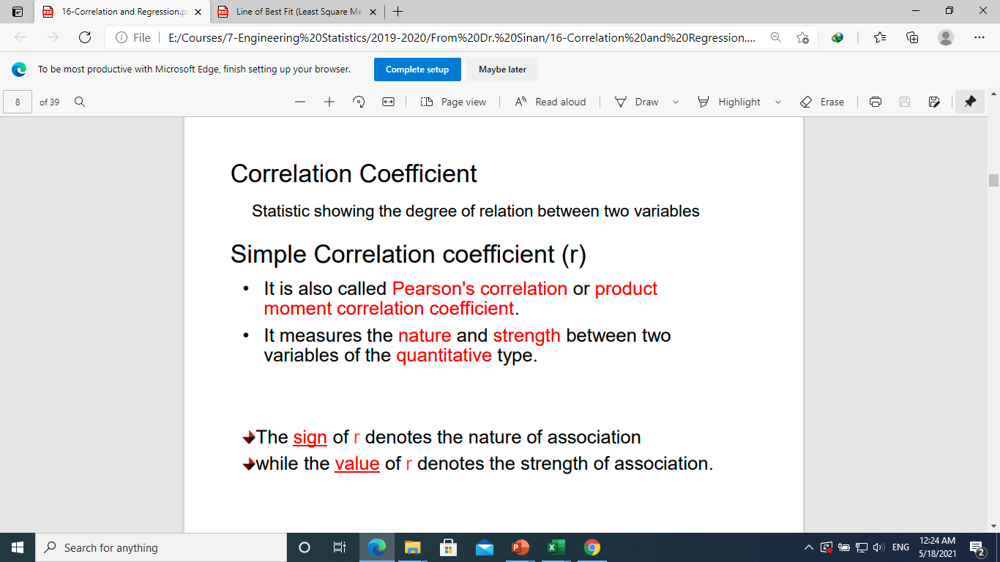 16-Correlation and Regression.p
Line of Best Fit (Least Square Me
File
E:/Courses/7-Engineering%20Statistics/2019-2020/From%20Dr.%20Sinan/16-Correlation%20and%20Regression....
To be most productive with Microsoft Edge, finish setting up your browser.
Complete setup
Maybe later
8 of 39
Page view
Read aloud
Draw
Highlight
Erase
Correlation Coefficient
Statistic showing the degree of relation between two variables
Simple Correlation coefficient (r)
• It is also called Pearson's correlation or product
moment correlation coefficient.
• It measures the nature and strength between two
variables of the quantitative type.
The sign of r denotes the nature of association
while the value of r denotes the strength of association.
Search for anything
ENG
12:24 AM
5/18/2021
2